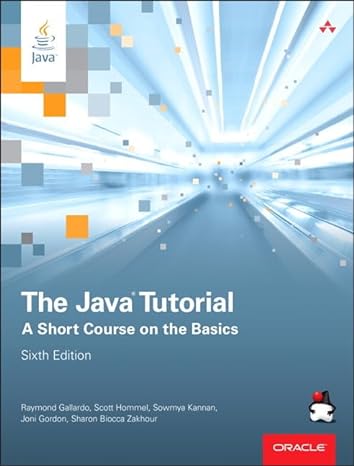 Java™
The Java® Tutorial
A Short Course on the Basics
Sixth Edition
Raymond Gallardo, Scott Hommel, Sowmya Kannan,
Joni Gordon, Sharon Biocca Zakhour
ORACLE